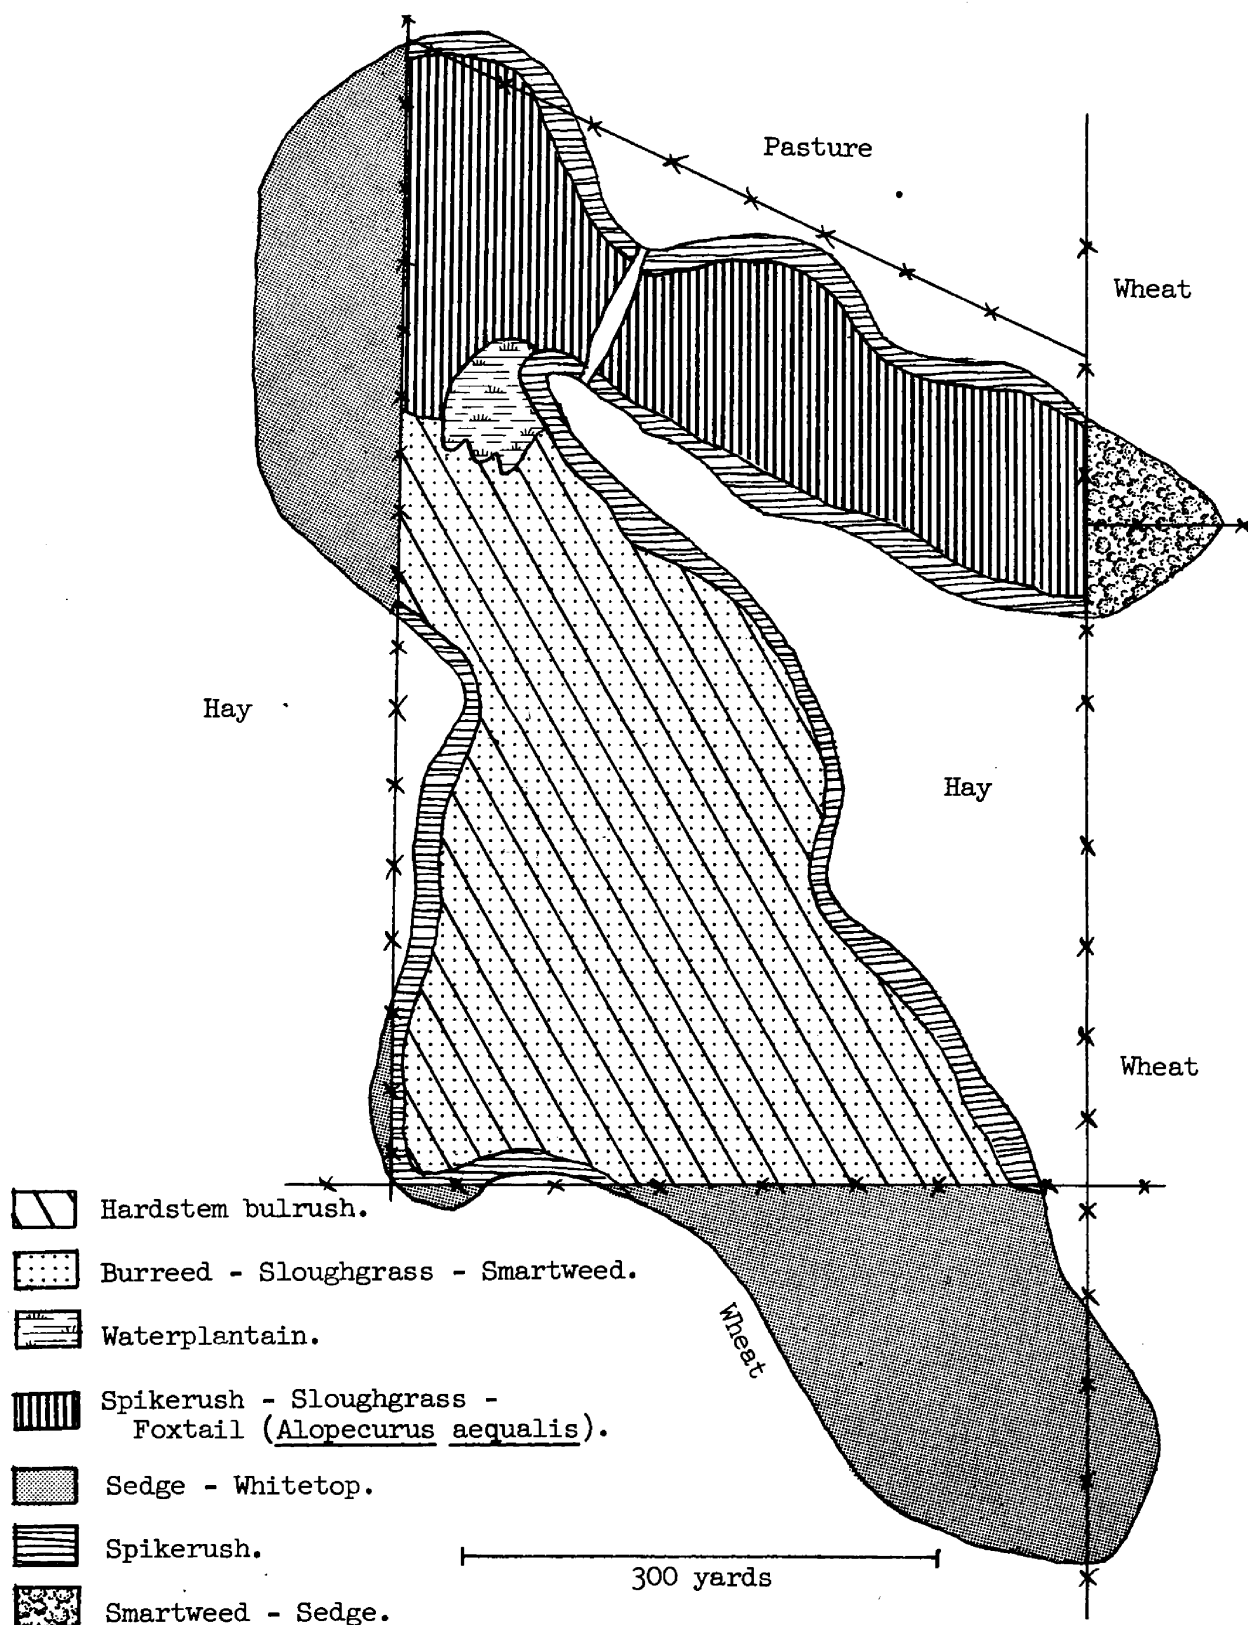 Pasture
Wheat
Hay
Hay
Wheat
Wheat
Hardstem bulrush.
Burreed - Sloughgrass - Smartweed.
Waterplantain.
Spikerush - Sloughgrass -
Foxtail (Alopecurus aequalis).
Sedge - Whitetop.
Spikerush.
Smartweed - Sedge.
300 yards